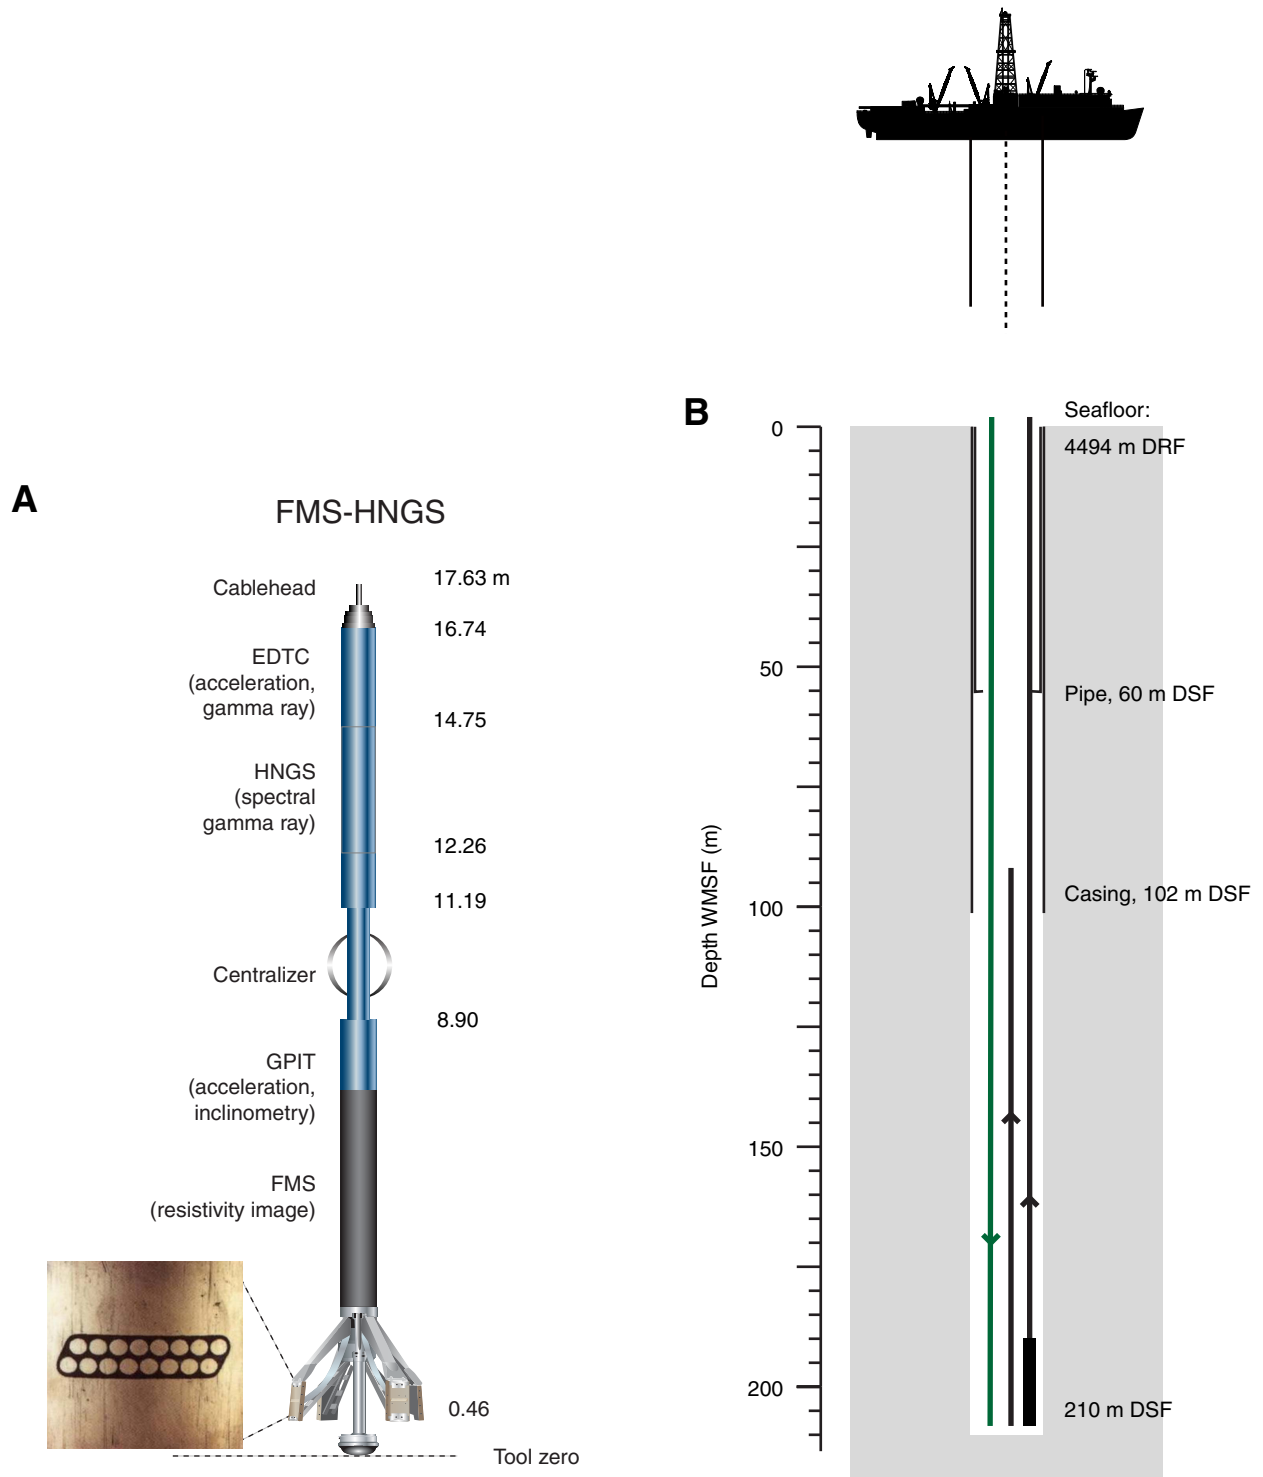 A
FMS-HNGS
Cablehead
17.63 m
16.74
EDTC
(acceleration,
gamma ray)
14.75
HNGS
(spectral
gamma ray)
12.26
11.19
Centralizer
8.90
GPIT
(acceleration,
inclinometry)
FMS
(resistivity image)
0.46
Tool zero
B
Seafloor:
4494 m DRF
0
50
Pipe, 60 m DSF
Depth WMSF (m)
Casing, 102 m DSF
100
150
200
210 m DSF